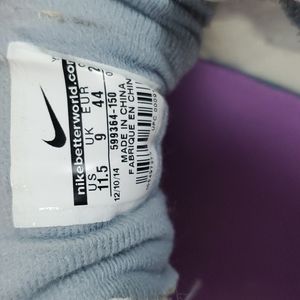 nikebetterworld.com
US UK EUR
11.5 9 44
12/10/14
599364-150
MADE IN CHINA
FABRIQUE EN CHIN